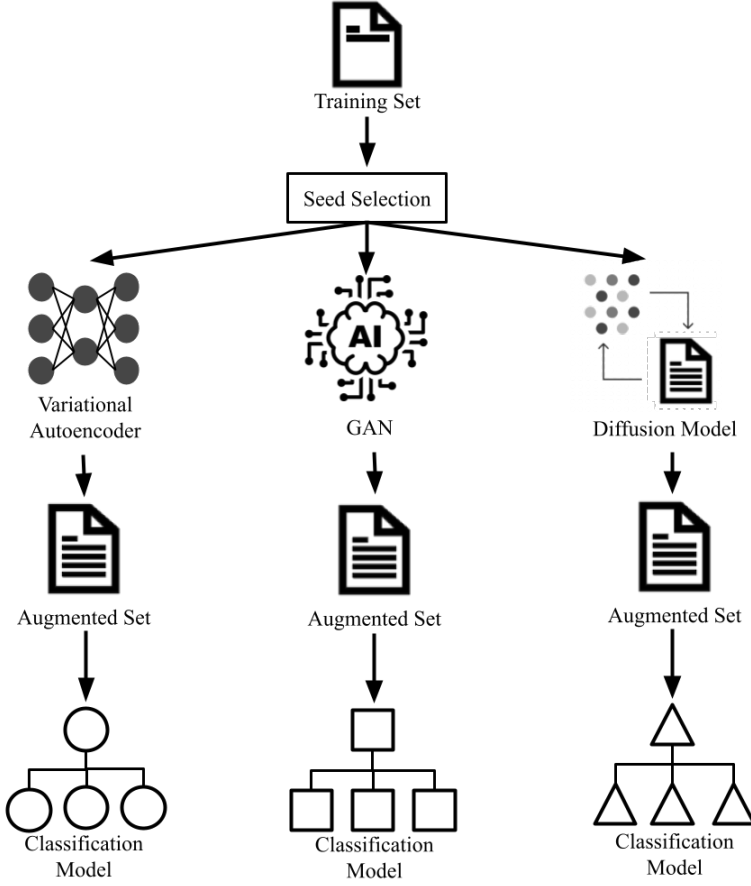 Training Set
Seed Selection
AI
Variational
Autoencoder
GAN
Diffusion Model
Augmented Set
Augmented Set
Augmented Set
Classification
Model
Classification
Model
Classification
Model